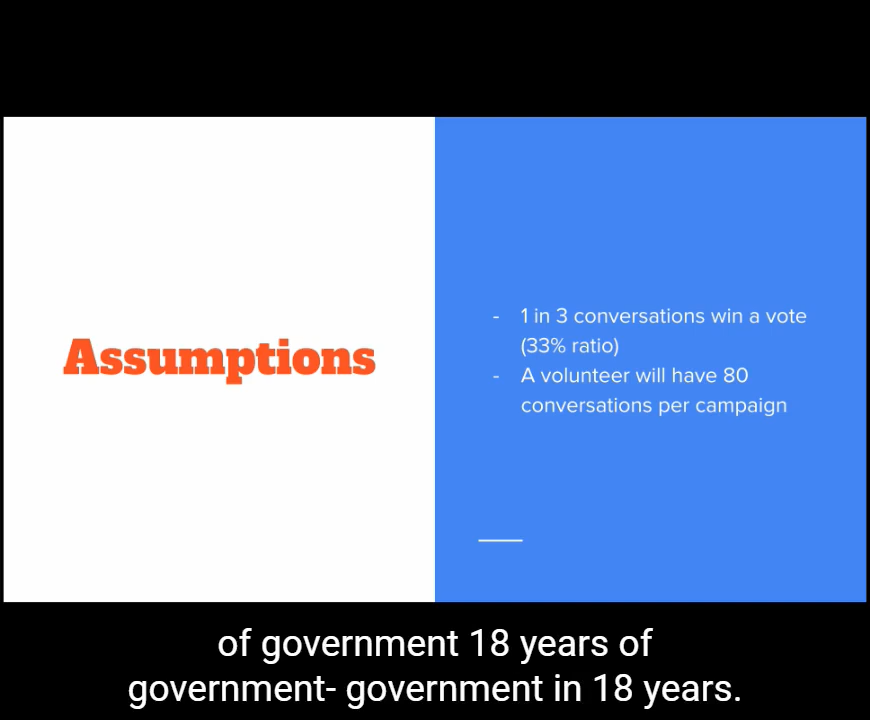 Assumptions
- 1 in 3 conversations win a vote
(33% ratio)
- A volunteer will have 80
conversations per campaign
of government 18 years of
government- government in 18 years.